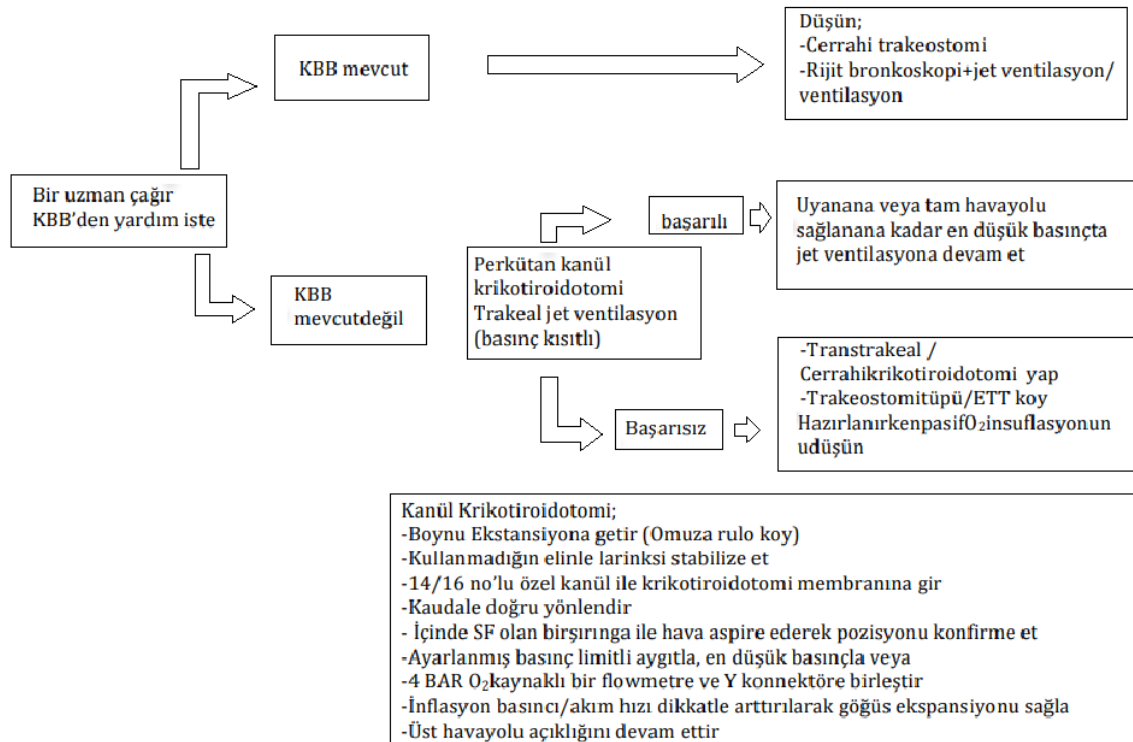 Bir uzman çağır
KBB'den yardım iste
KBB mevcut
Düşün;
-Cerrahi trakeostomi
-Rijit bronkoskopi+jet ventilasyon/
ventilasyon
KBB
mevcutdeğil
Perkütan kanül
krikotiroidotomi
Trakeal jet ventilasyon
(basınç kısıtlı)
başarılı
Uyanana veya tam havayolu
sağlanana kadar en düşük basınçta
jet ventilasyona devam et
Başarısız
-Transtrakeal /
Cerrahikrikotiroidotomi yap
-Trakeostomitüpü/ETT koy
HazırlanırkenpasifO₂insuflasyonun
udüşün
Kanül Krikotiroidotomi;
-Boynu Ekstansiyona getir (Omuza rulo koy)
-Kullanmadığın elinle larinksi stabilize et
-14/16 no'lu özel kanül ile krikotiroidotomi membranına gir
-Kaudale doğru yönlendir
- İçinde SF olan birşırınga ile hava aspire ederek pozisyonu konfirme et
-Ayarlanmış basınç limitli aygıtla, en düşük basınçla veya
-4 BAR O₂kaynaklı bir flowmetre ve Y konnektöre birleştir
-İnflasyon basıncı/akım hızı dikkatle arttırılarak göğüs ekspansiyonu sağla
-Üst havayolu açıklığını devam ettir